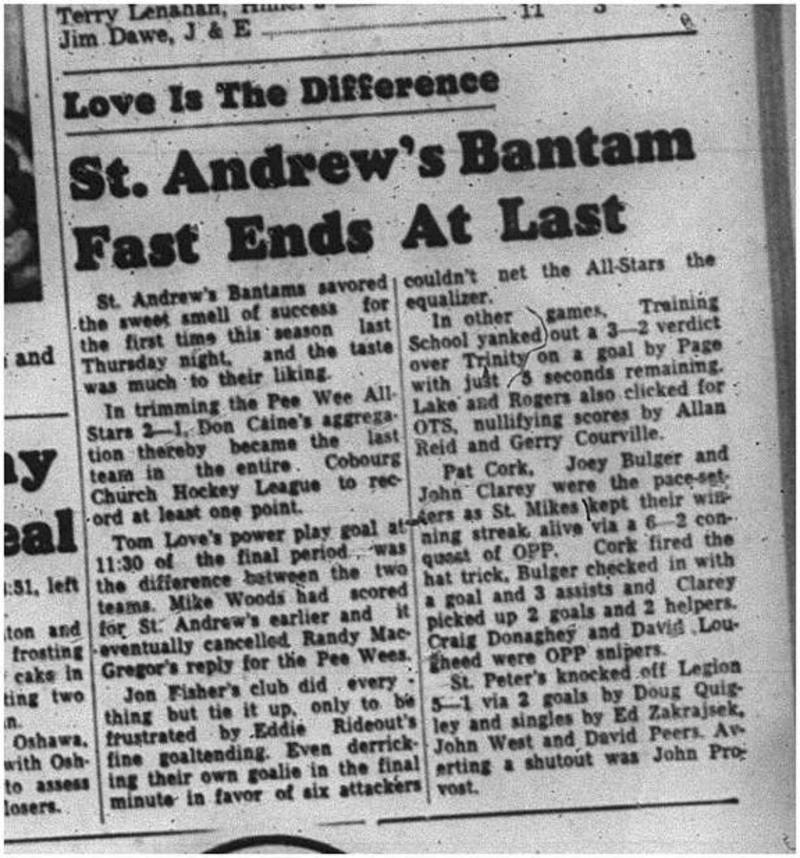 Terry Lenahan,
Jim Dawe, J & E
11 3
Love Is The Difference
St. Andrew's Bantam
Fast Ends At Last
St. Andrew's Bantams savored
the sweet smell of success for
the first time this season last
Thursday night, and the taste
was much to their liking.
In trimming the Pee Wee All-
Stars 2—1, Don Caine's aggrega-
tion thereby became the last
team in the entire Cobourg
Church Hockey League to rec-
ord at least one point.
Tom Love's power play goal at
11:30 of the final period was
the difference between the two
teams. Mike Woods had scored
for St. Andrew's earlier and it
eventually cancelled Randy Mac-
Gregor's reply for the Pee Wees.
Jon Fisher's club did every
thing but tie it up, only to be
frustrated by Eddie Rideout's
fine goaltending. Even derrick-
ing their own goalie in the final
minute in favor of six attackers
couldn't net the All-Stars the
equalizer.
In other games, Training
School yanked out a 3—2 verdict
over Trinity on a goal by Page
with just 5 seconds remaining.
Lake and Rogers also clicked for
OTS, nullifying scores by Allan
Reid and Gerry Courville.
Pat Cork, Joey Bulger and
John Clarey were the pace-set-
ters as St. Mikes kept their win-
ning streak alive via a 6—2 con-
quest of OPP. Cork fired the
hat trick, Bulger checked in with
a goal and 3 assists and Clarey
picked up 2 goals and 2 helpers.
Craig Donaghey and David Lou-
gheed were OPP snipers.
St. Peter's knocked off Legion
5—1 via 2 goals by Doug Quig-
ley and singles by Ed Zakrajsek,
John West and David Peers. Av-
erting a shutout was John Pro-
vost.
and
ay
eal
:51, left
ton and
frosting
cake in
ting two
n.
Oshawa,
with Osh-
to assess
losers.